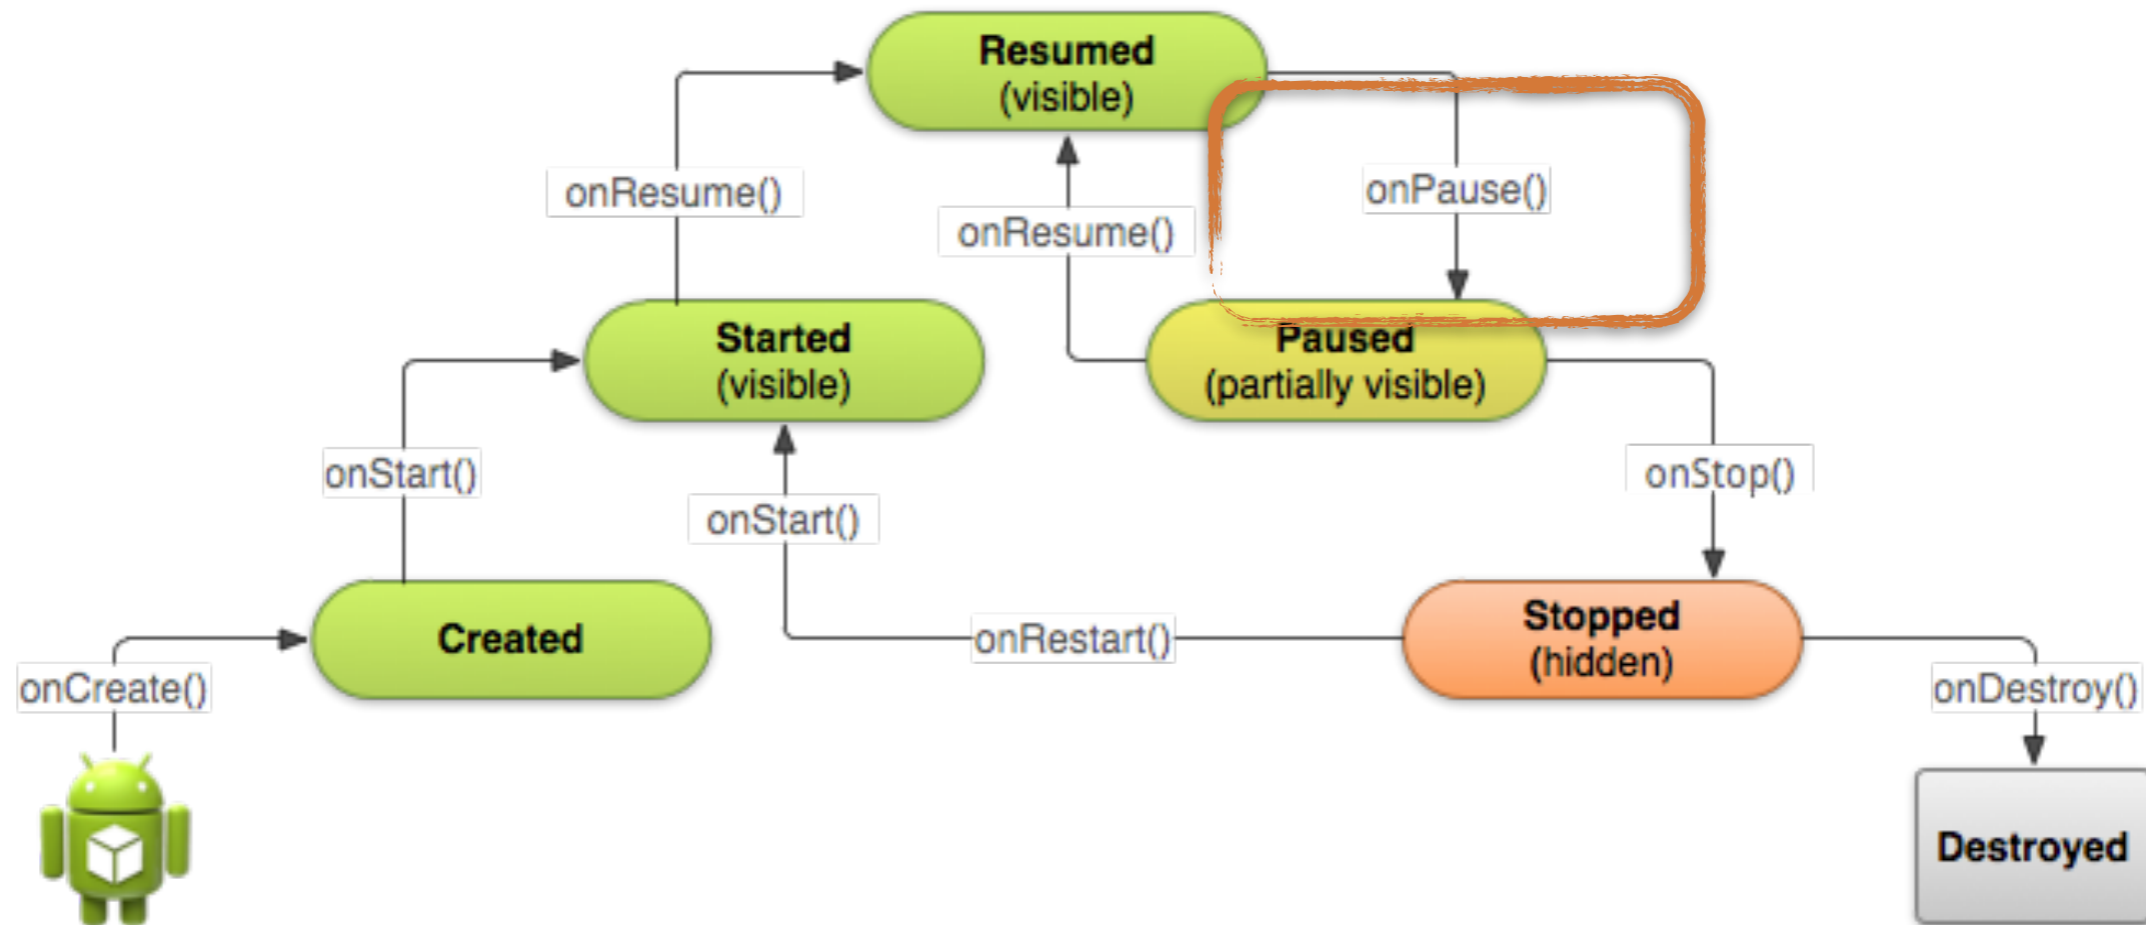 Resumed
(visible)
onResume()
onPause()
onResume()
Started
(visible)
Paused
(partially visible)
onStart()
onStop()
onStart()
Created
onRestart()
Stopped
(hidden)
onCreate()
onDestroy()
Destroyed